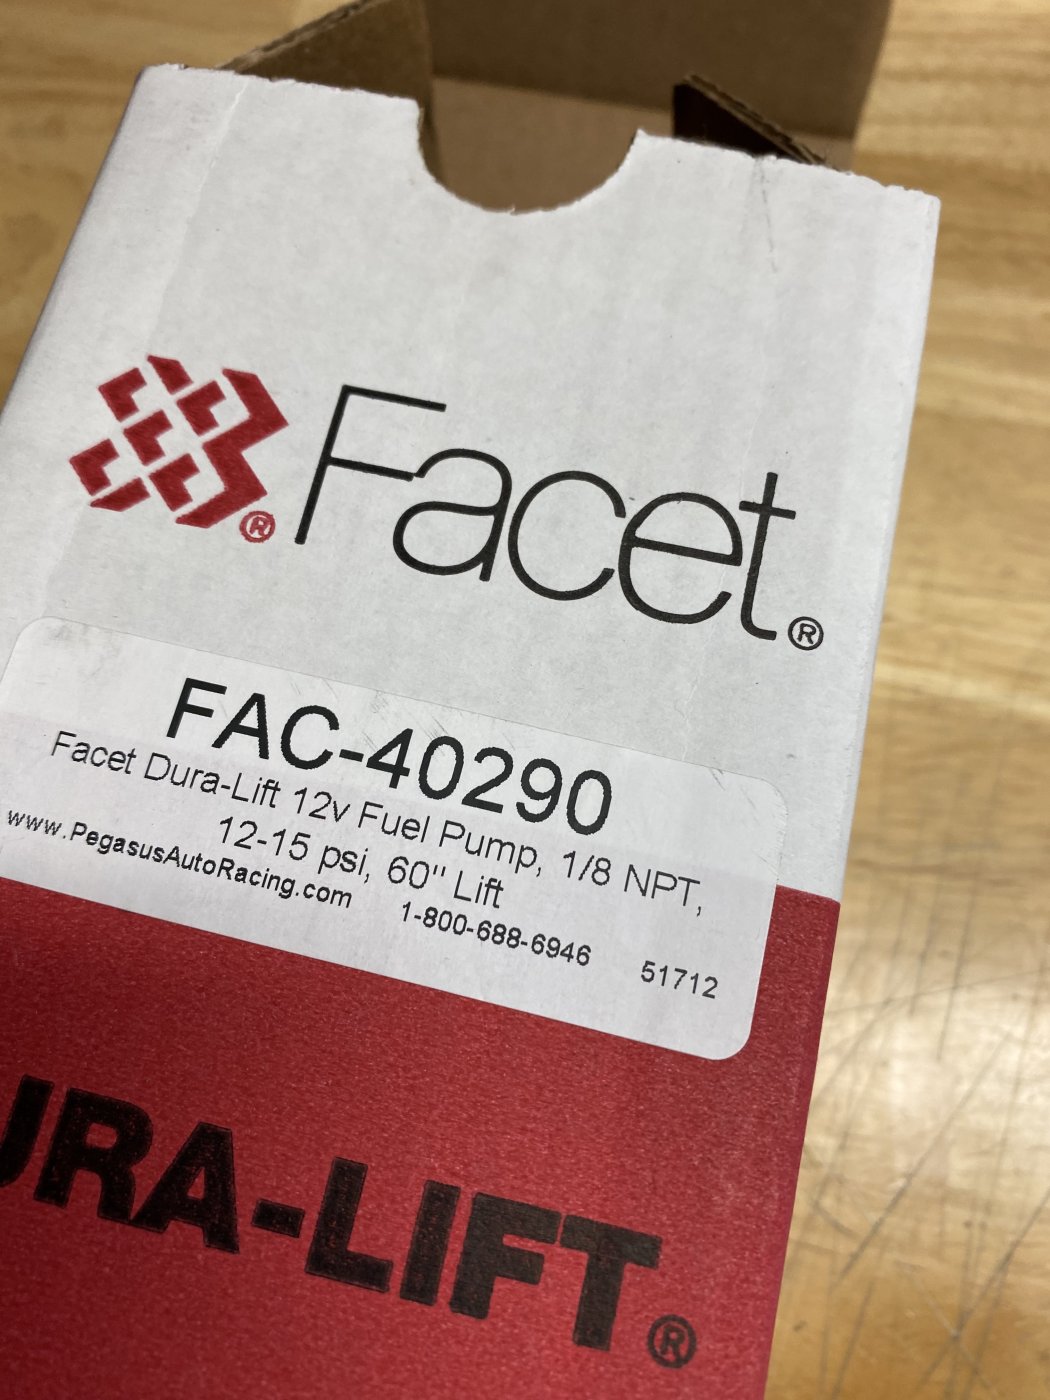 Facet®
FAC-40290
Facet Dura-Lift 12v Fuel Pump, 1/8 NPT,
12-15 psi, 60" Lift
www.PegasusAutoRacing.com 1-800-688-6946 51712
URA-LIFT®